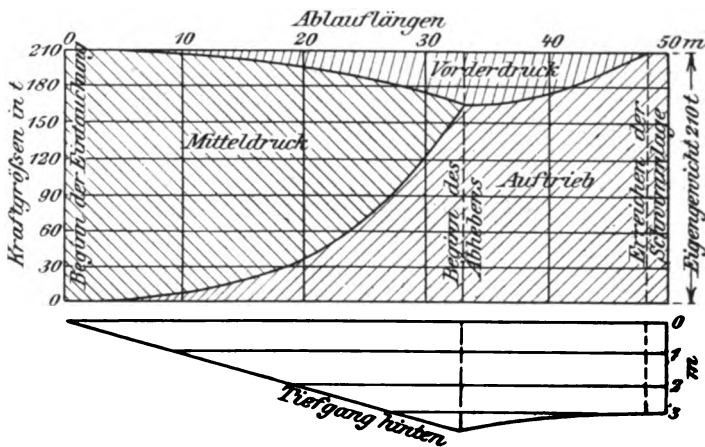 Ablauflängen
0 10 20 30 40 50 m
Kraftgrößen in t
210
180
150
120
90
60
30
0
Beginn der Eintauchung
Mitteldruck
Vorderdruck
Auftrieb
Beginn des
Abhebens
Erreichen der
Schwimmlage
Eigengewicht 210 t
0
1
2
3
m
Tiefgang hinten